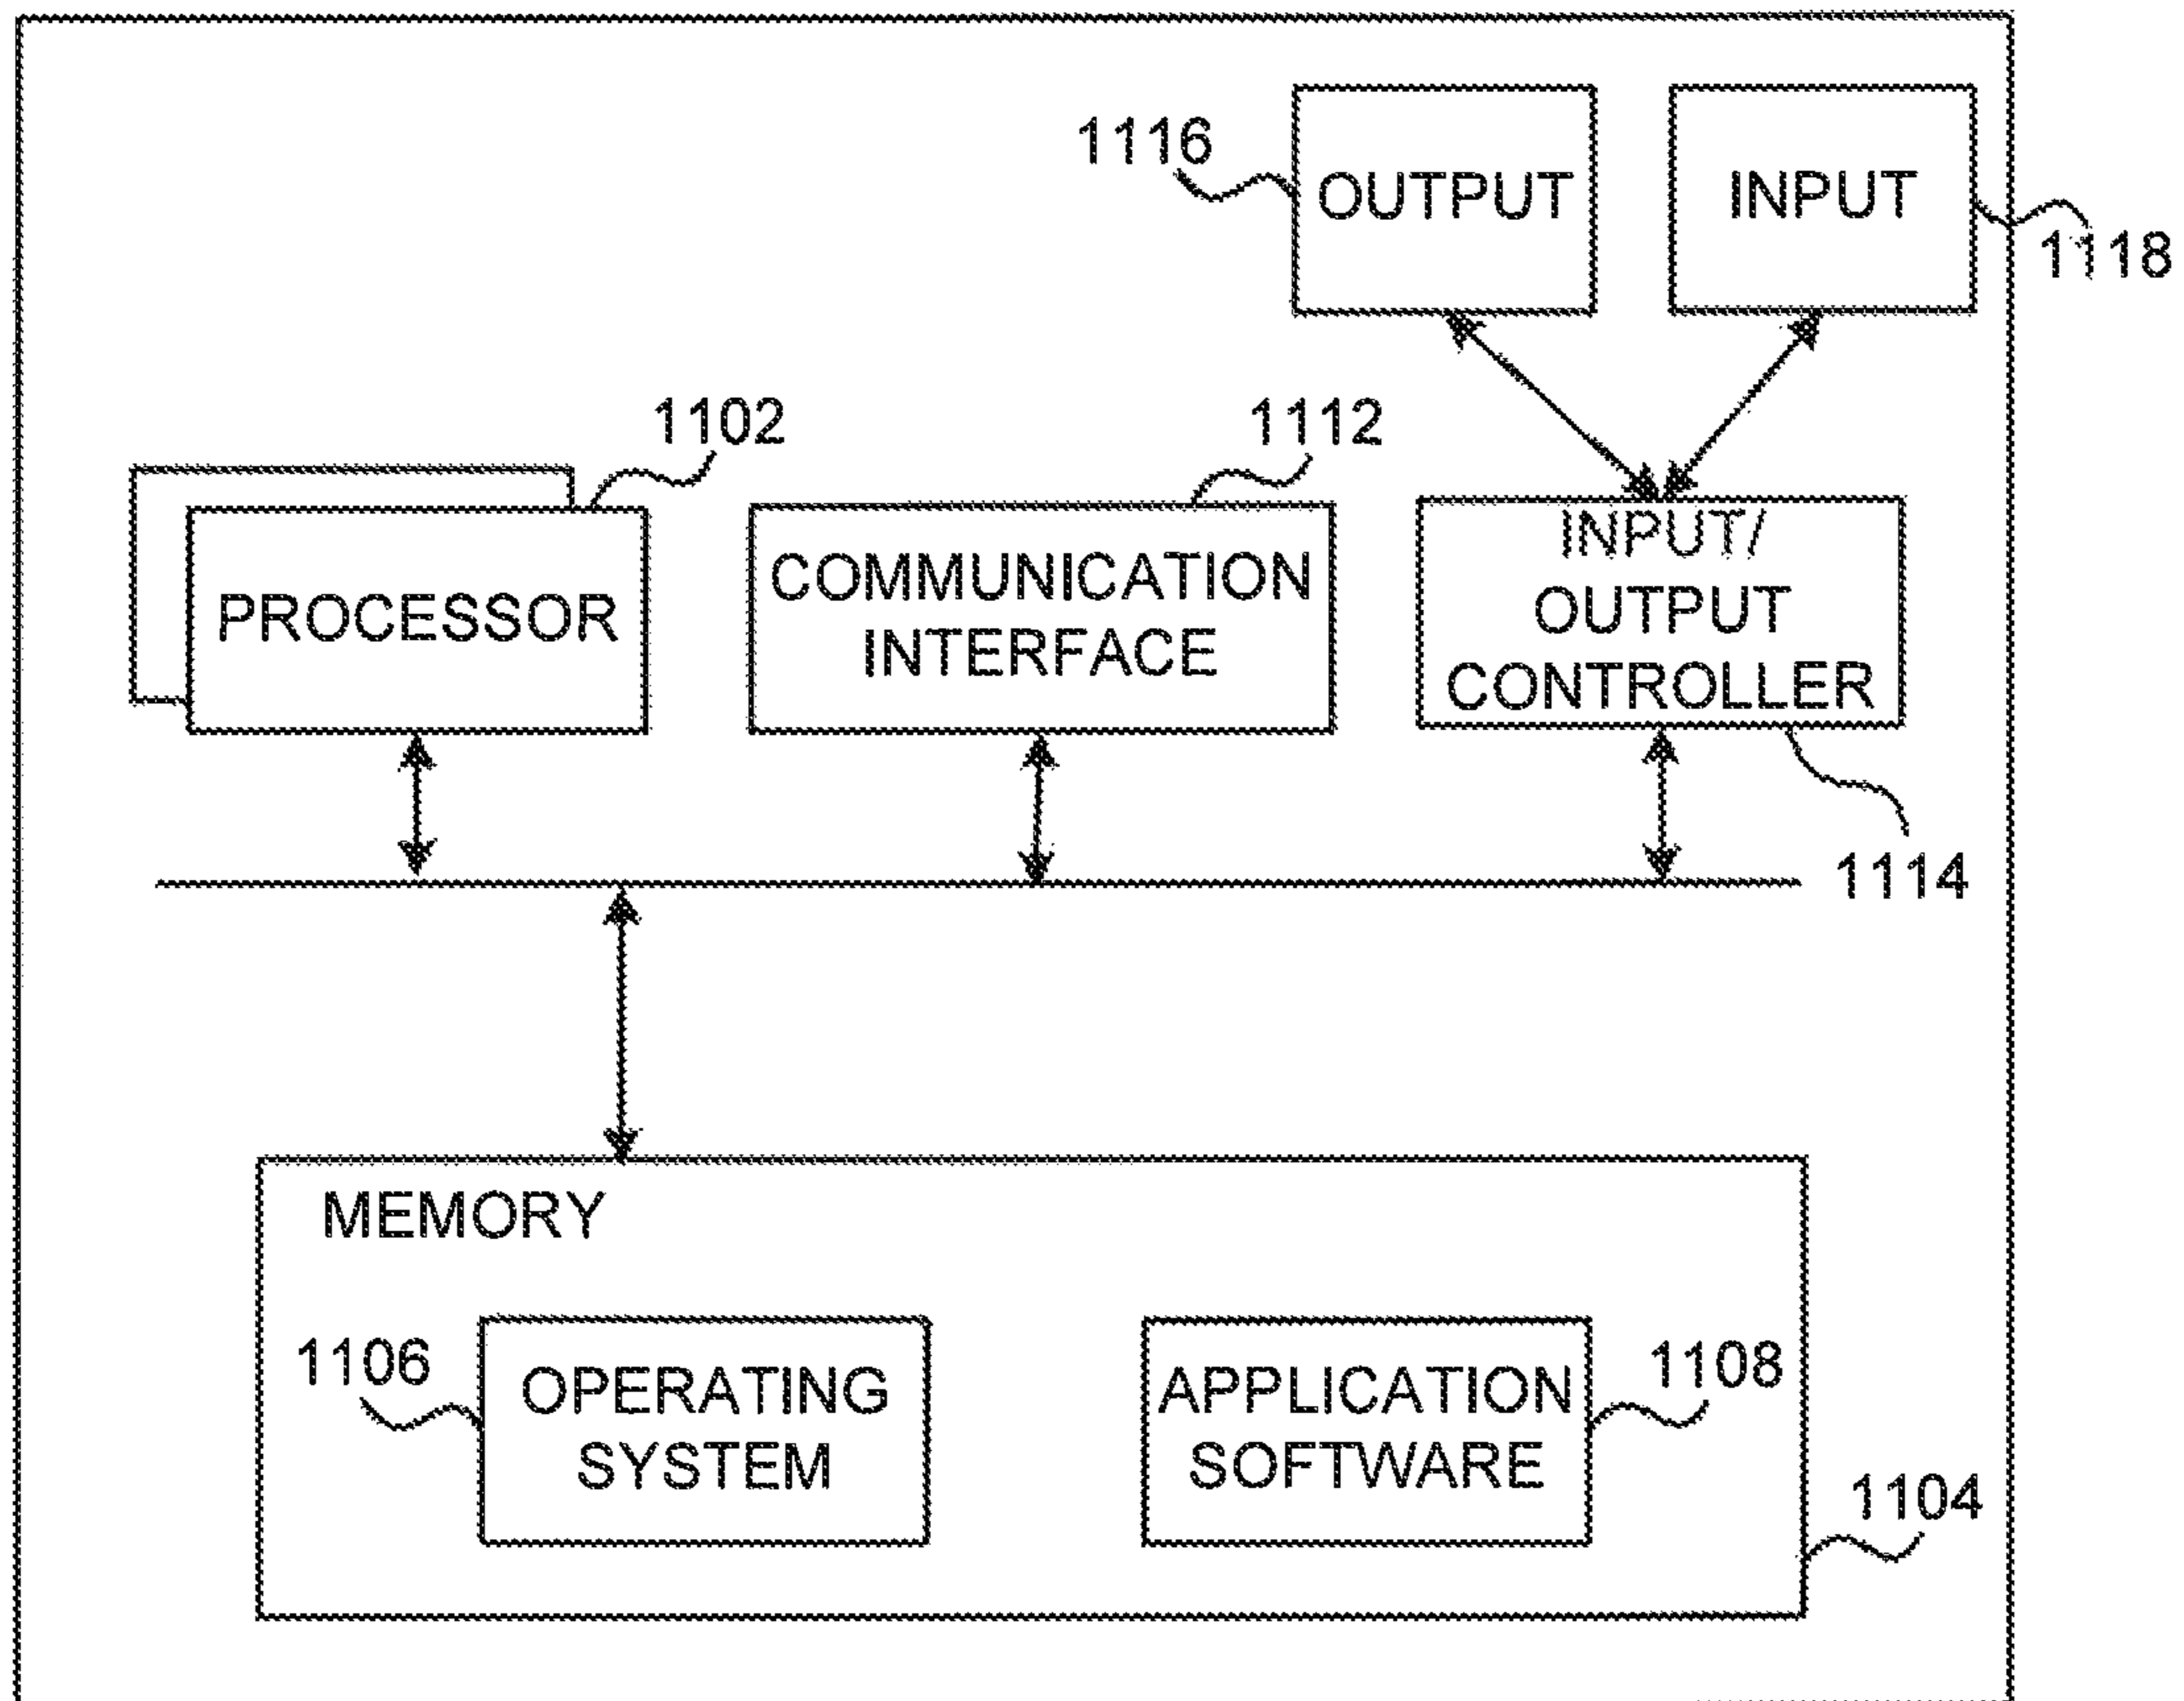 1116
OUTPUT
INPUT
1118
1102
1112
PROCESSOR
COMMUNICATION
INTERFACE
INPUT/
OUTPUT
CONTROLLER
1114
MEMORY
1106
OPERATING
SYSTEM
APPLICATION
SOFTWARE
1108
1104